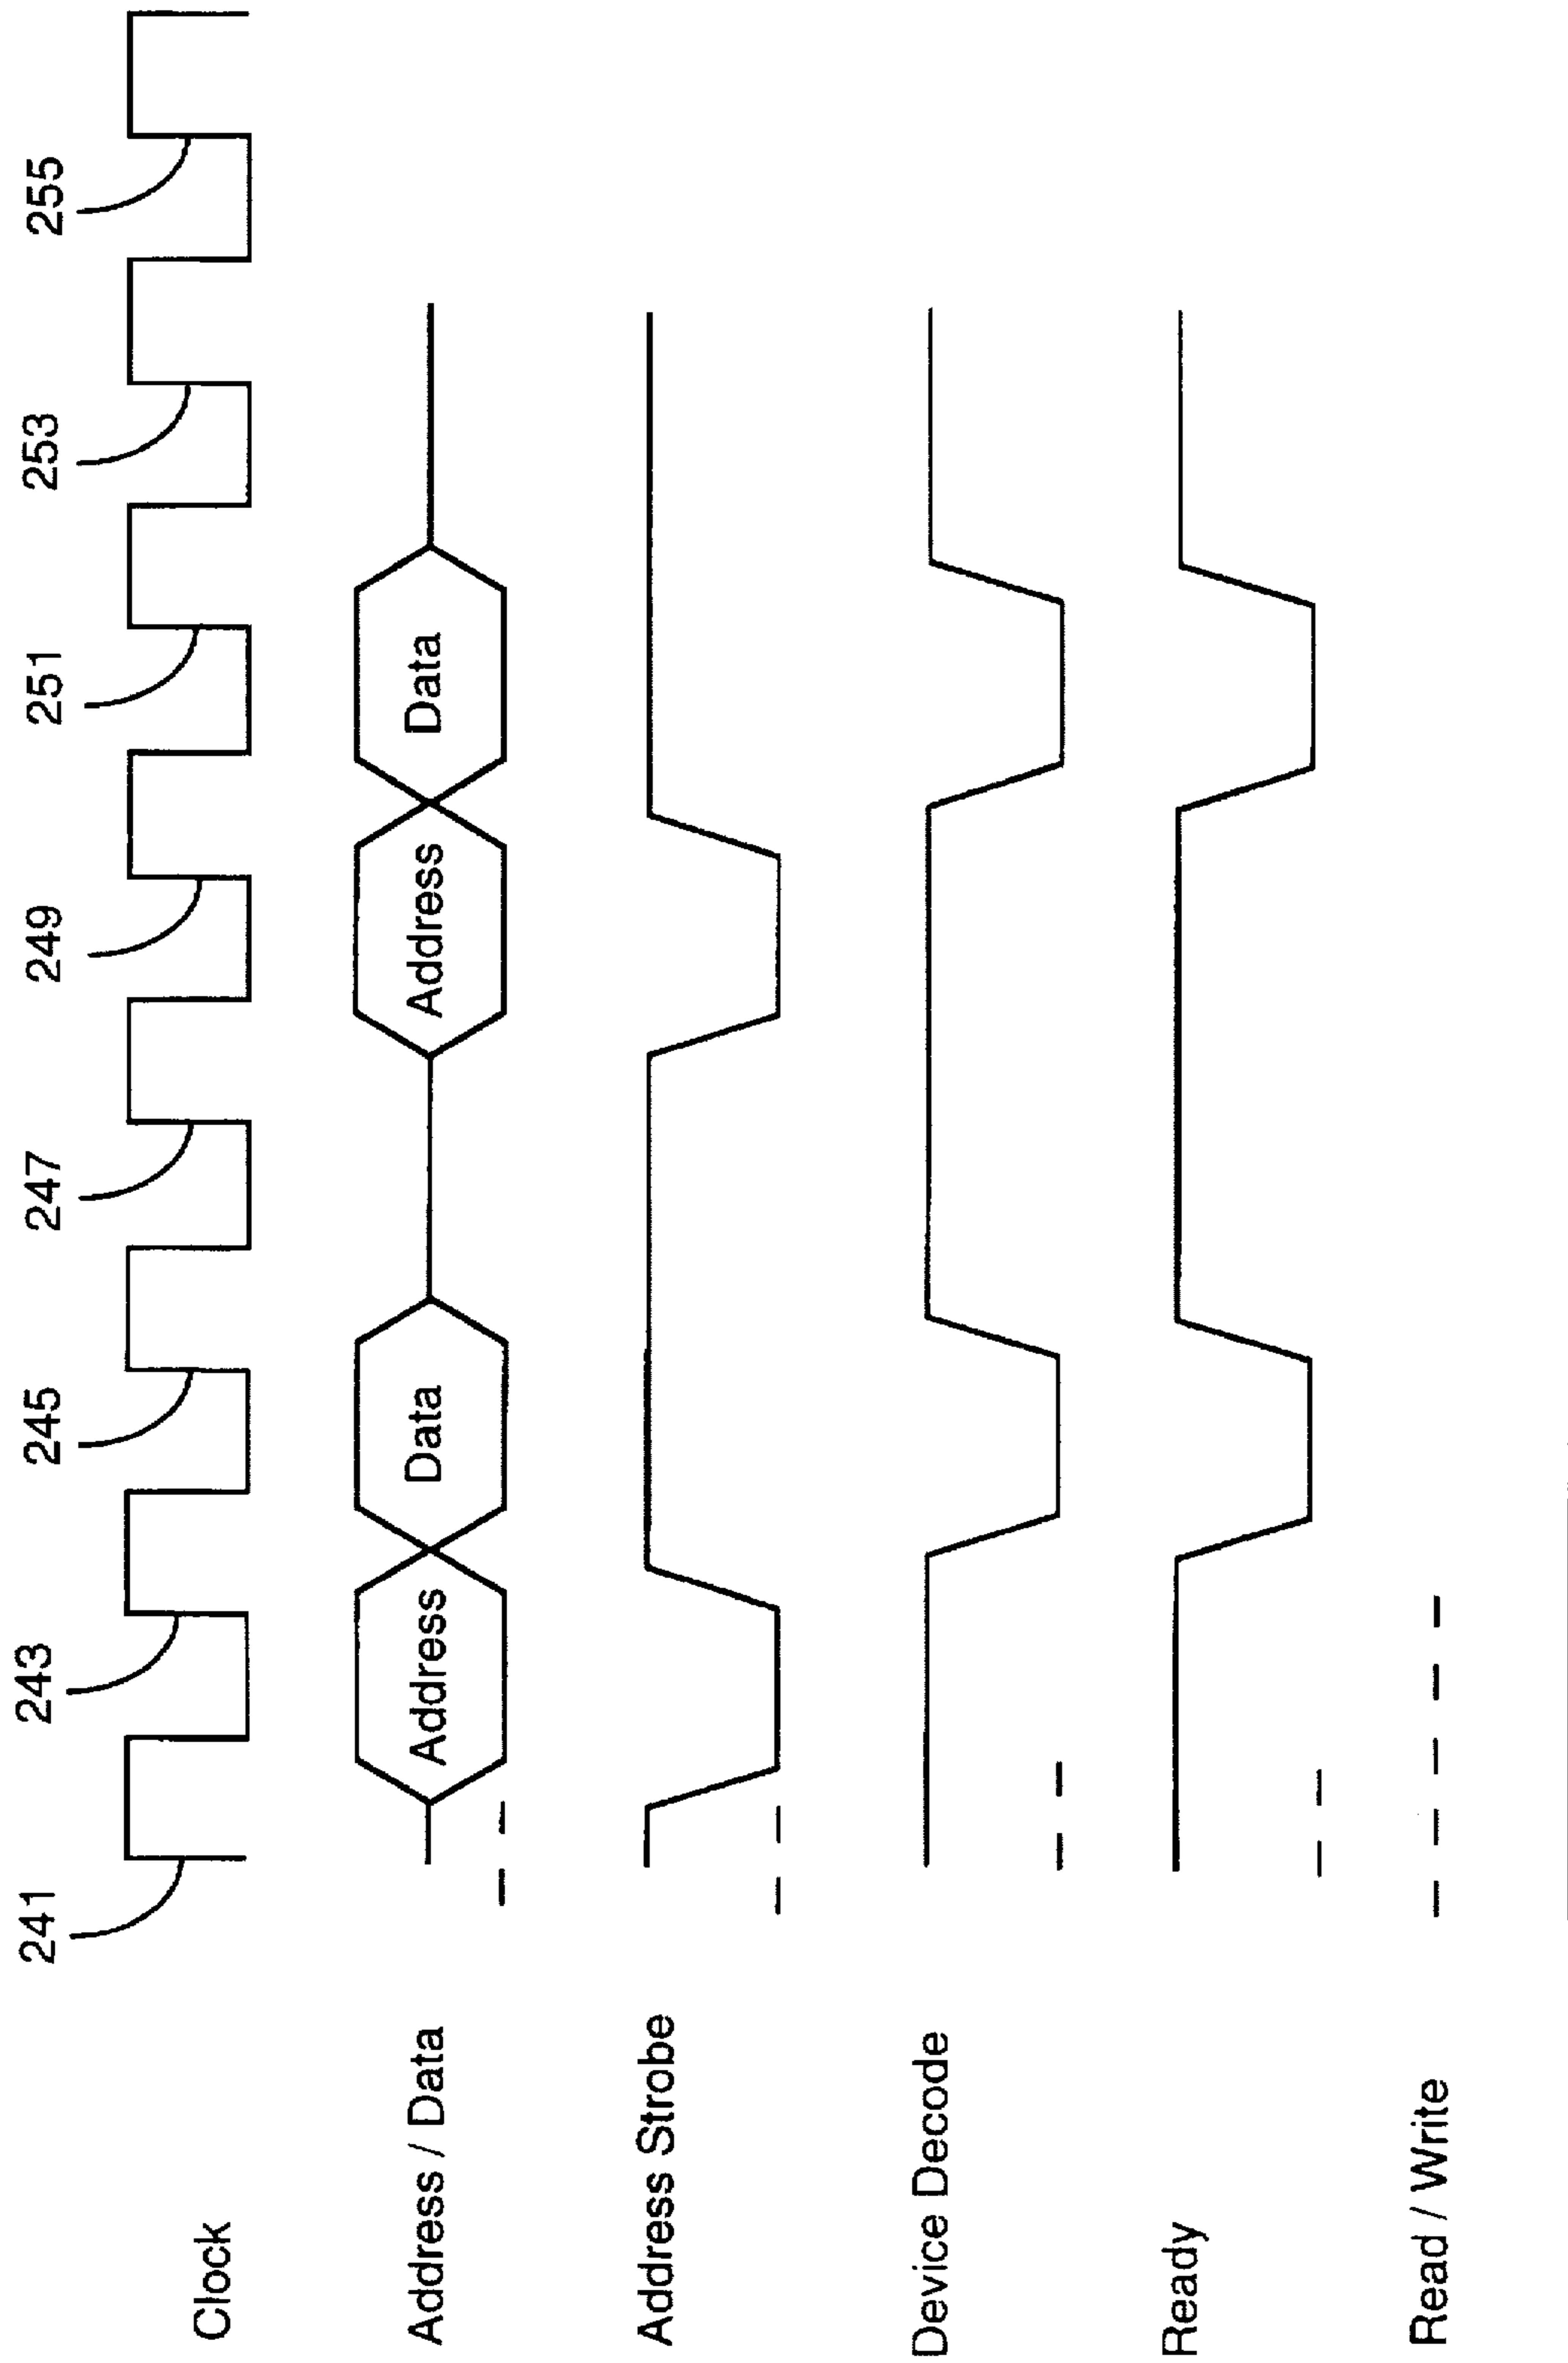 241
243
245
247
249
251
253
255
Clock
Address / Data
Address
Data
Address
Data
Address Strobe
Device Decode
Ready
Read / Write